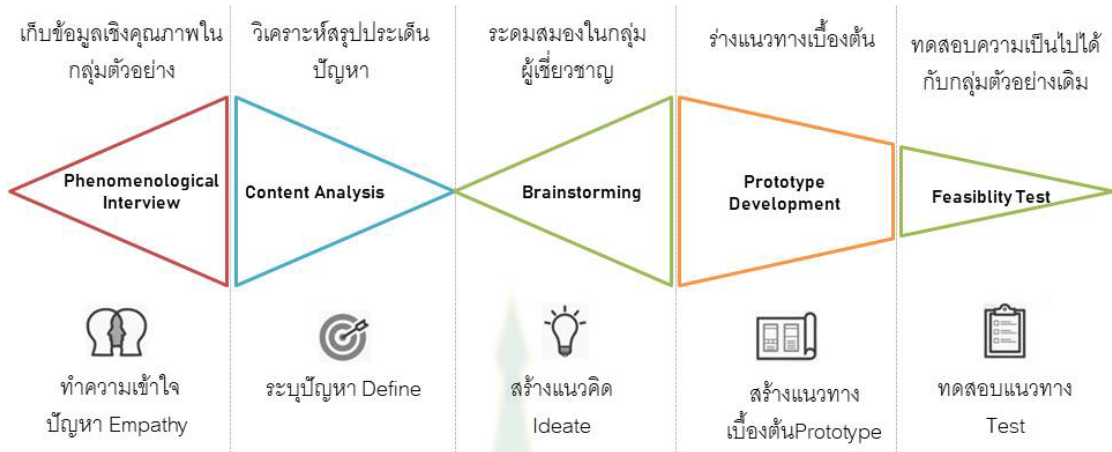 เก็บข้อมูลเชิงคุณภาพใน
กลุ่มตัวอย่าง
วิเคราะห์สรุปประเด็น
ปัญหา
ระดมสมองในกลุ่ม
ผู้เชี่ยวชาญ
ร่างแนวทางเบื้องต้น
ทดสอบความเป็นไปได้
กับกลุ่มตัวอย่างเดิม
Phenomenological
Interview
Content Analysis
Brainstorming
Prototype
Development
Feasiblity Test
ทำความเข้าใจ
ปัญหา Empathy
ระบุปัญหา Define
สร้างแนวคิด
Ideate
สร้างแนวทาง
เบื้องต้นPrototype
ทดสอบแนวทาง
Test